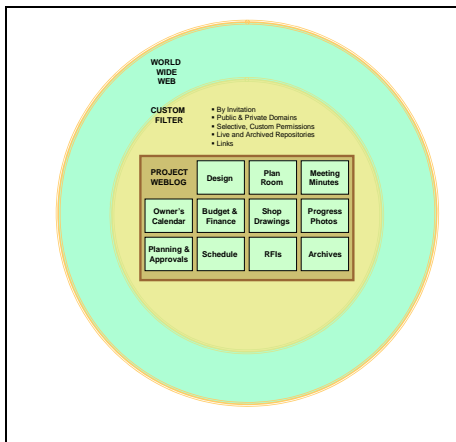 WORLD
WIDE
WEB
CUSTOM
FILTER
• By Invitation
• Public & Private Domains
• Selective, Custom Permissions
• Live and Archived Repositories
• Links
PROJECT
WEBLOG
Design
Plan
Room
Meeting
Minutes
Owner's
Calendar
Budget &
Finance
Shop
Drawings
Progress
Photos
Planning &
Approvals
Schedule
RFIs
Archives